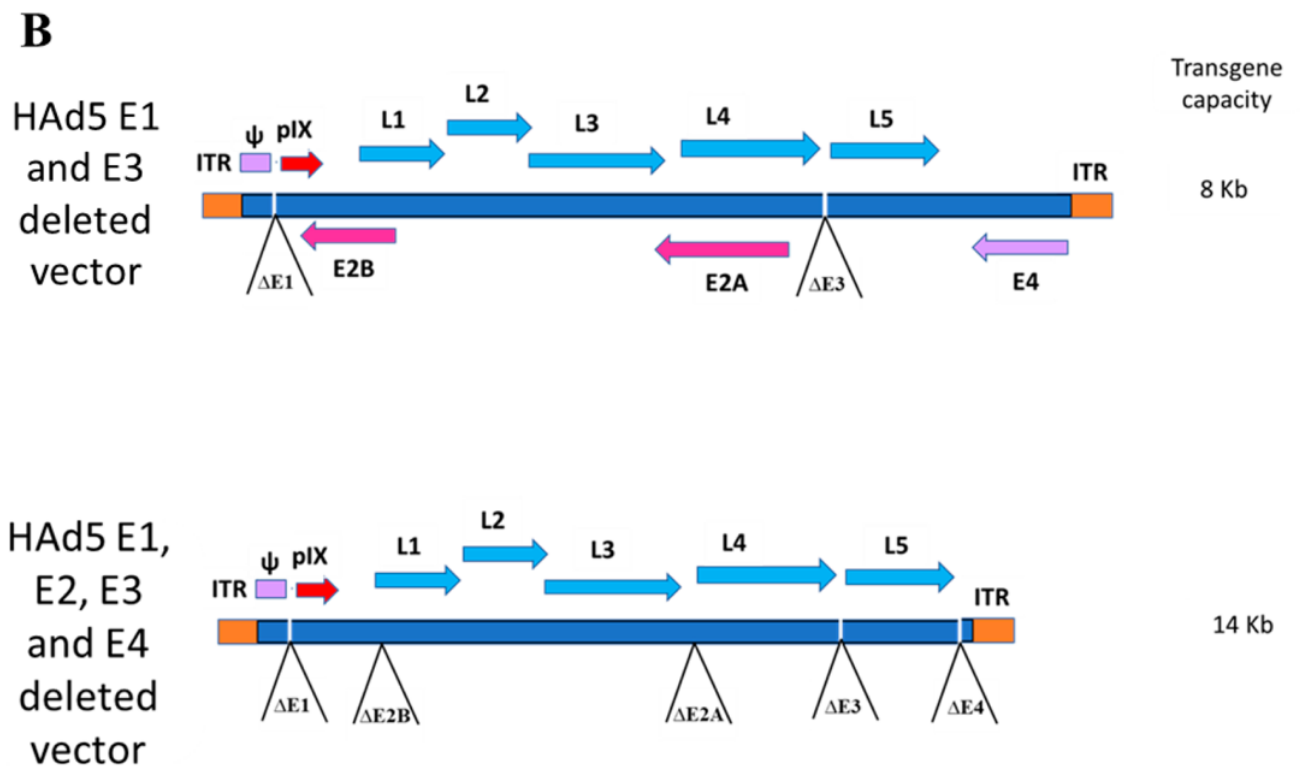 B
HAd5 E1
and E3
deleted
vector
Transgene
capacity
8 Kb
ITR
ψ
pIX
L1
L2
L3
L4
L5
ITR
ΔE1
E2B
E2A
ΔE3
E4
HAd5 E1,
E2, E3
and E4
deleted
vector
14 Kb
ITR
ψ
pIX
L1
L2
L3
L4
L5
ITR
ΔE1
ΔE2B
ΔE2A
ΔE3
ΔE4